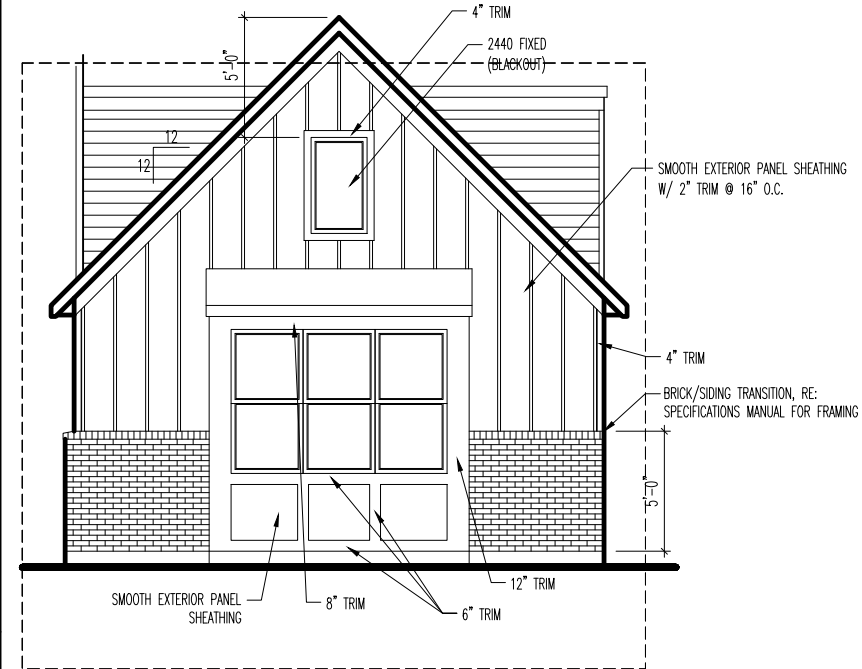 4" TRIM
2440 FIXED
(BLACKOUT)
5'-0"
12
12
SMOOTH EXTERIOR PANEL SHEATHING
W/ 2" TRIM @ 16" O.C.
4" TRIM
BRICK/SIDING TRANSITION, RE:
SPECIFICATIONS MANUAL FOR FRAMING
5'-0"
12" TRIM
SMOOTH EXTERIOR PANEL
SHEATHING
8" TRIM
6" TRIM